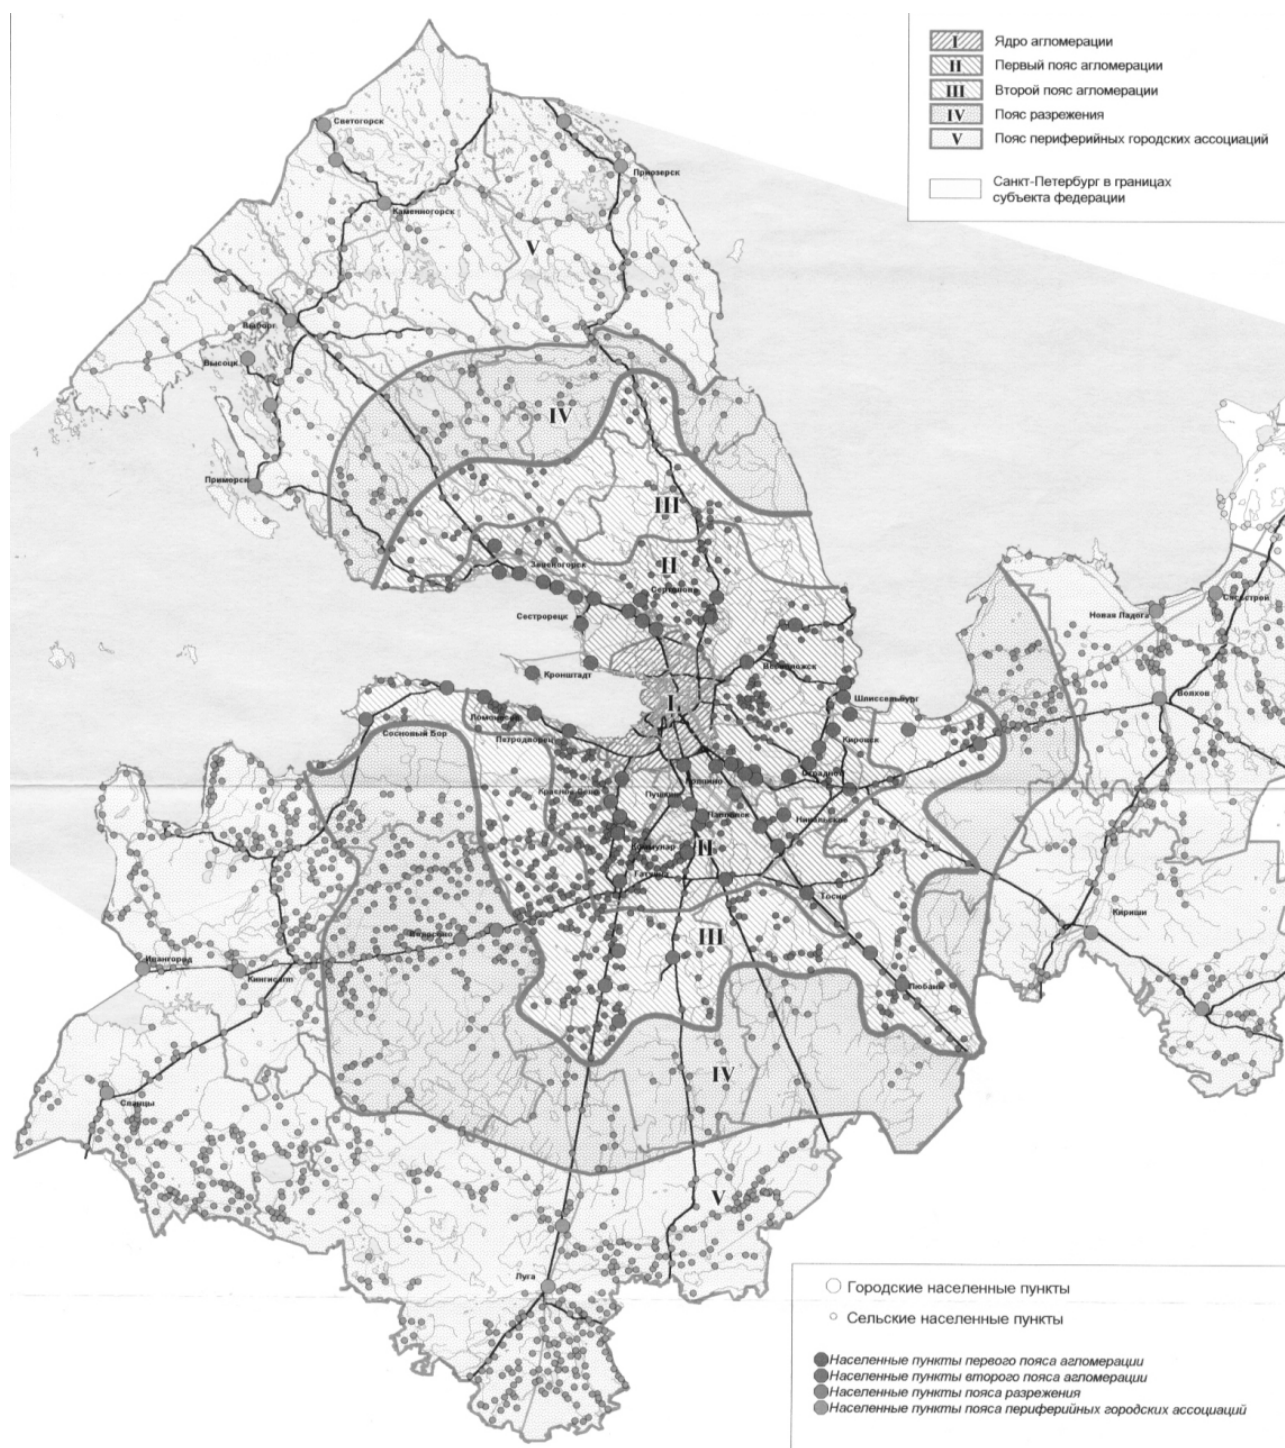 I Ядро агломерации
II Первый пояс агломерации
III Второй пояс агломерации
IV Пояс разрежения
V Пояс периферийных городских ассоциаций
Санкт-Петербург в границах
субъекта федерации
Светогорск
Приозерск
Каменногорск
V
Выборг
Высоцк
IV
Приморск
III
Зеленогорск
II
Сертолово
Сестрорецк
Новая Ладога
Сясьстрой
Всеволожск
Кронштадт
Шлиссельбург
Волхов
I
Ломоносов
Сосновый Бор
Петродворец
Кировск
Отрадное
Колпино
Красное Село
Пушкин
Павловск
Никольское
Коммунар
II
Гатчина
Тосно
Кириши
Волосово
III
Ивангород
Кингисепп
Любань
IV
Сланцы
V
Луга
Городские населенные пункты
Сельские населенные пункты
Населенные пункты первого пояса агломерации
Населенные пункты второго пояса агломерации
Населенные пункты пояса разрежения
Населенные пункты пояса периферийных городских ассоциаций